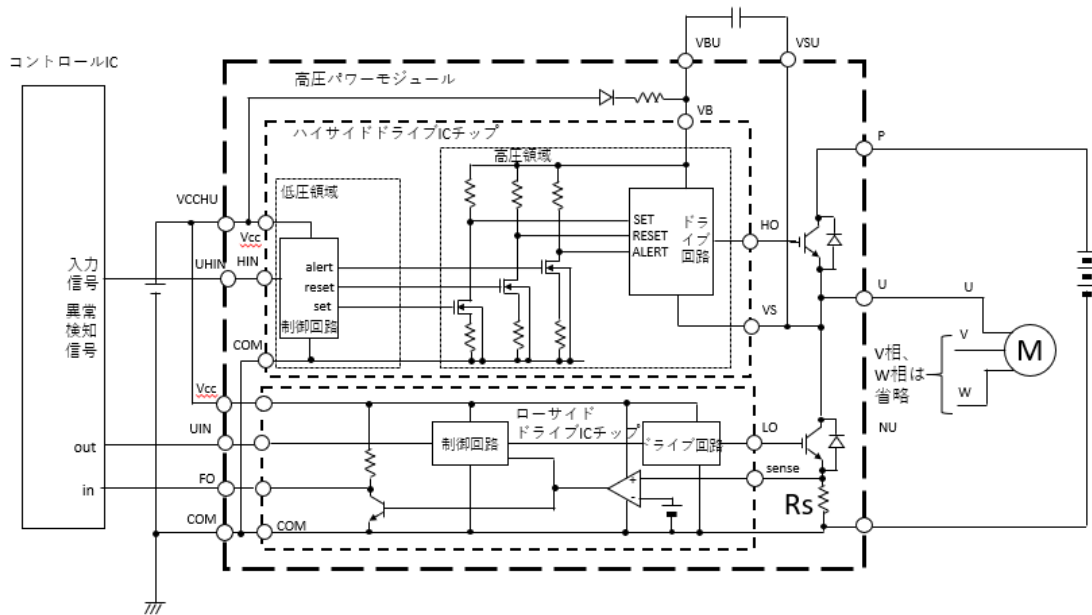 コントロールIC
VBU
VSU
高圧パワーモジュール
VB
P
ハイサイドドライブICチップ
高圧領域
低圧領域
VCCHU
Vcc
SET
RESET
ALERT
ドライブ
回路
HO
入力
信号
UHIN
HIN
alert
reset
set
制御回路
U
U
異常
検知
信号
COM
VS
V相、
W相は
省略
V
W
M
Vcc
ローサイド
ドライブICチップ
NU
UIN
制御回路
ドライブ回路
LO
out
sense
+
-
in
FO
Rs
COM
COM